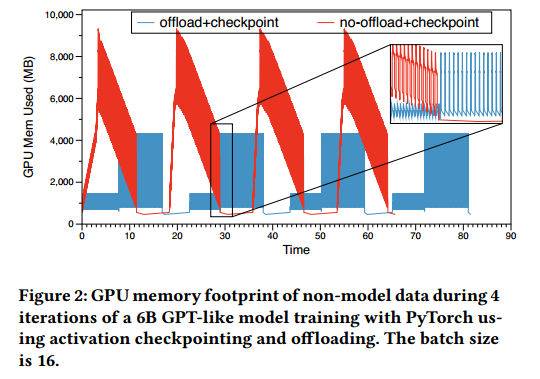 offload+checkpoint no-offload+checkpoint
10,000
8,000
6,000
4,000
2,000
0
GPU Mem Used (MB)
0 10 20 30 40 50 60 70 80 90
Time
Figure 2: GPU memory footprint of non-model data during 4
iterations of a 6B GPT-like model training with PyTorch us-
ing activation checkpointing and offloading. The batch size
is 16.